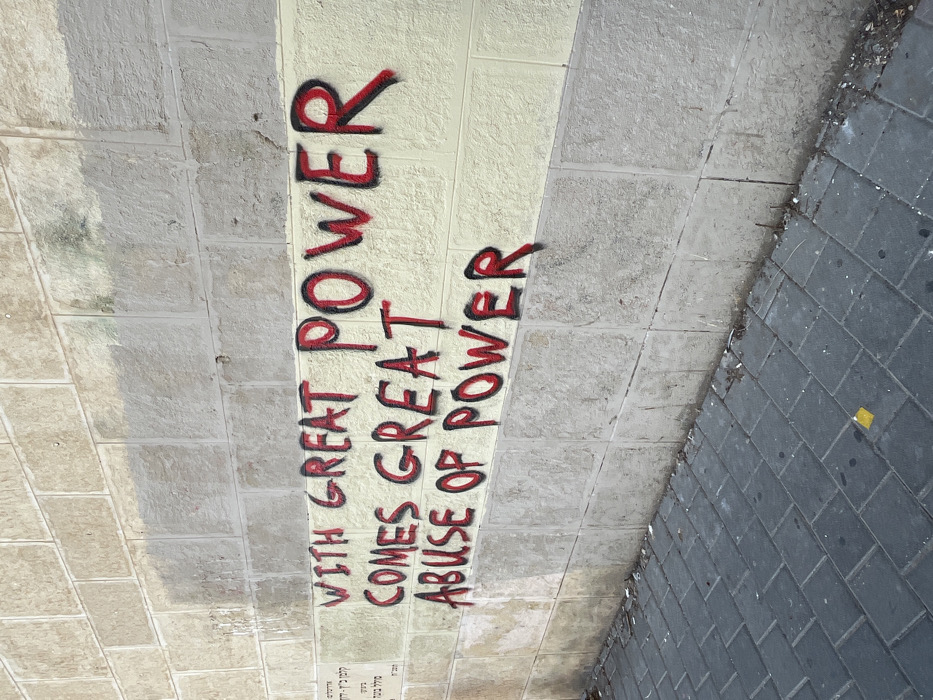 WITH GREAT POWER
COMES GREAT
ABUSE OF POWER